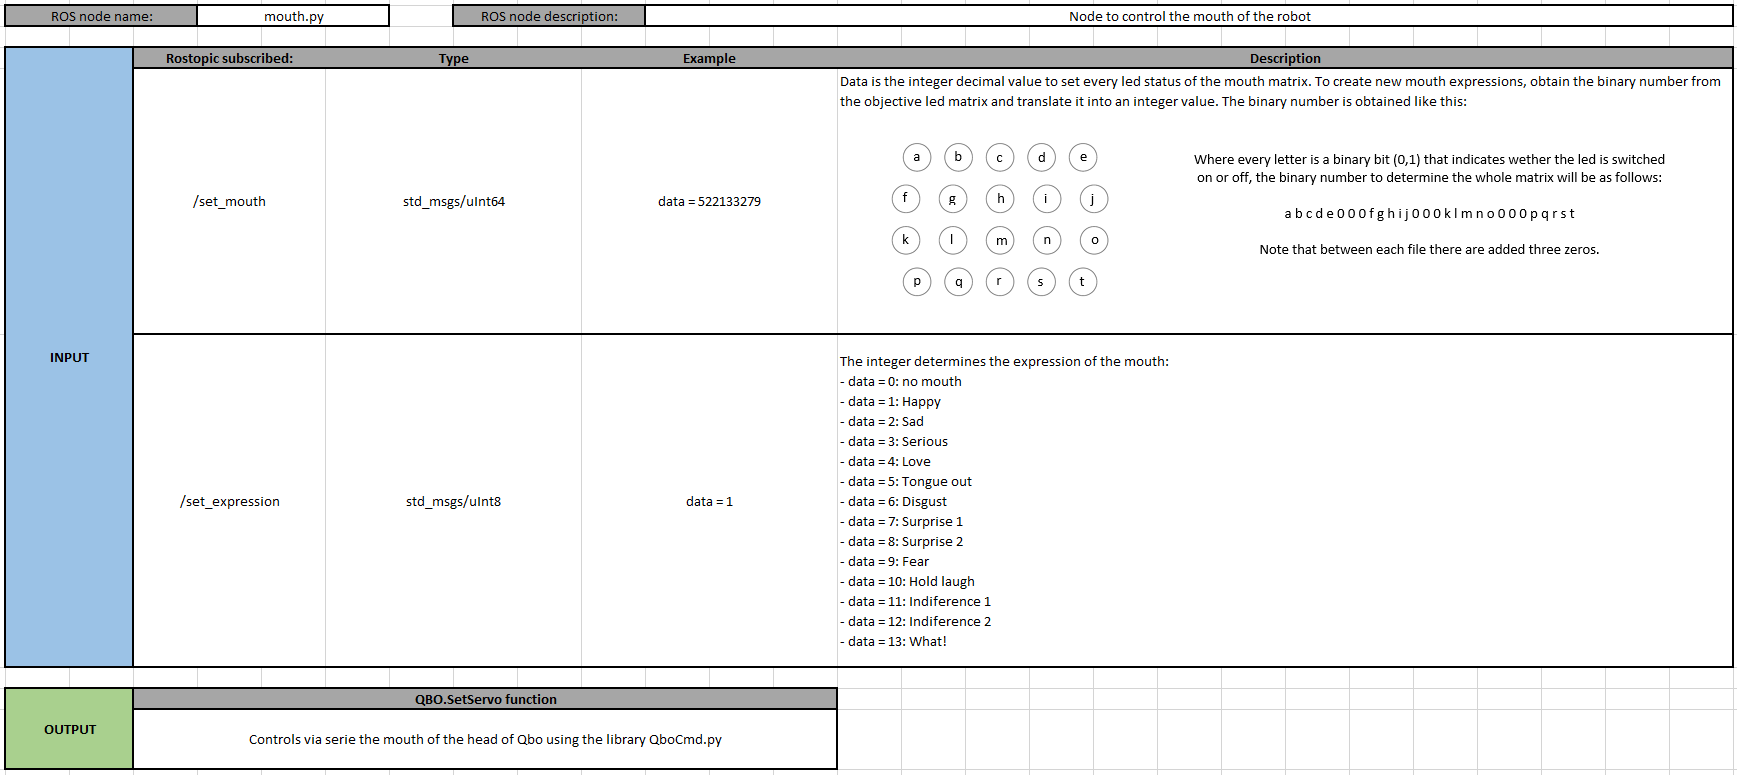 ROS node name: mouth.py ROS node description: Node to control the mouth of the robot
Rostopic subscribed: Type Example Description
INPUT
/set_mouth std_msgs/uInt64 data = 522133279
Data is the integer decimal value to set every led status of the mouth matrix. To create new mouth expressions, obtain the binary number from
the objective led matrix and translate it into an integer value. The binary number is obtained like this:
a b c d e
f g h i j
k l m n o
p q r s t
Where every letter is a binary bit (0,1) that indicates wether the led is switched
on or off, the binary number to determine the whole matrix will be as follows:
a b c d e 0 0 0 f g h i j 0 0 0 k l m n o 0 0 0 p q r s t
Note that between each file there are added three zeros.
/set_expression std_msgs/uInt8 data = 1
The integer determines the expression of the mouth:
- data = 0: no mouth
- data = 1: Happy
- data = 2: Sad
- data = 3: Serious
- data = 4: Love
- data = 5: Tongue out
- data = 6: Disgust
- data = 7: Surprise 1
- data = 8: Surprise 2
- data = 9: Fear
- data = 10: Hold laugh
- data = 11: Indiference 1
- data = 12: Indiference 2
- data = 13: What!
OUTPUT
QBO.SetServo function
Controls via serie the mouth of the head of Qbo using the library QboCmd.py